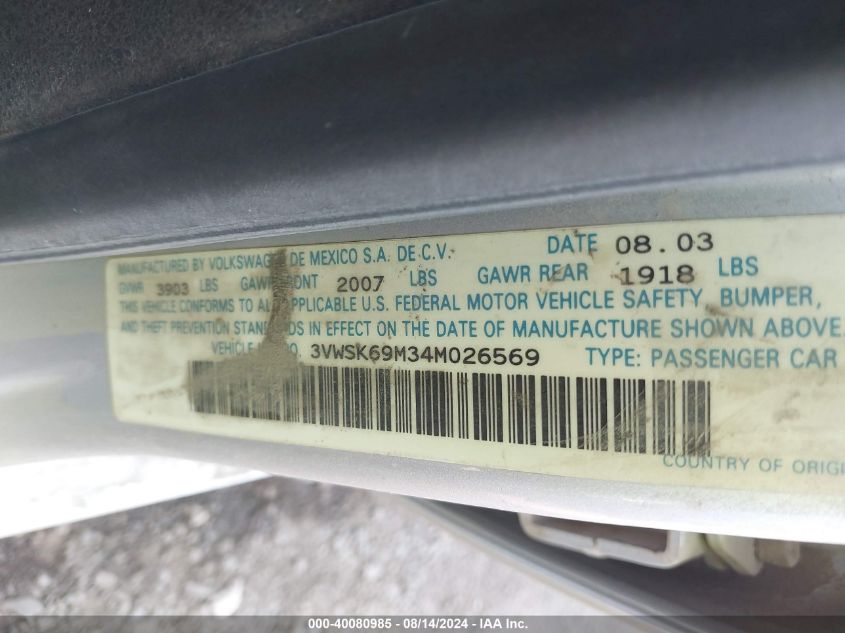 MANUFACTURED BY VOLKSWAGEN DE MEXICO S.A. DE C.V. DATE 08.03
GVWR 3903 LBS GAWR FRONT 2007 LBS GAWR REAR 1918 LBS
THIS VEHICLE CONFORMS TO ALL APPLICABLE U.S. FEDERAL MOTOR VEHICLE SAFETY, BUMPER,
AND THEFT PREVENTION STANDARDS IN EFFECT ON THE DATE OF MANUFACTURE SHOWN ABOVE.
VEHICLE NO. 3VWSK69M34M026569 TYPE: PASSENGER CAR
COUNTRY OF ORIGI
000-40080985 - 08/14/2024 - IAA Inc.